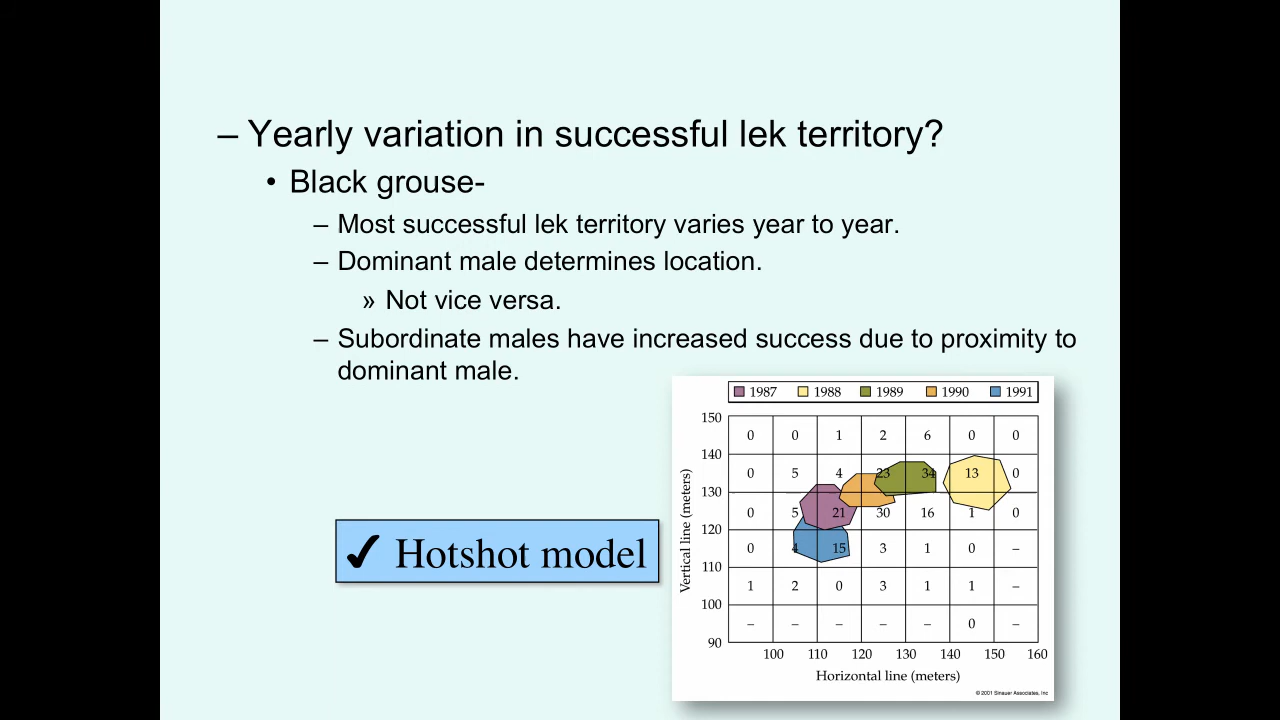 – Yearly variation in successful lek territory?
• Black grouse-
– Most successful lek territory varies year to year.
– Dominant male determines location.
» Not vice versa.
– Subordinate males have increased success due to proximity to
dominant male.
✓ Hotshot model
1987 1988 1989 1990 1991
Vertical line (meters)
150
0 0 1 2 6 0 0
140
0 5 4 23 34 13 0
130
0 5 21 30 16 1 0
120
0 4 15 3 1 0 –
110
1 2 0 3 1 1 –
100
– – – – – 0 –
90
100 110 120 130 140 150 160
Horizontal line (meters)
© 2001 Sinauer Associates, Inc